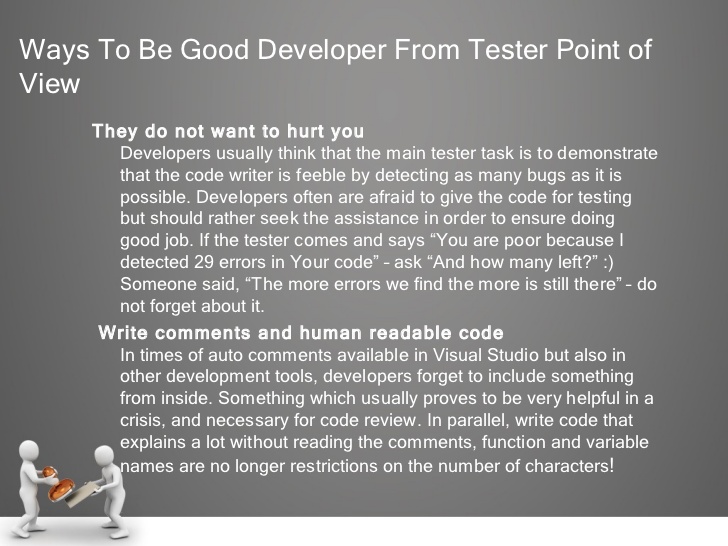 Ways To Be Good Developer From Tester Point of
View
They do not want to hurt you
Developers usually think that the main tester task is to demonstrate
that the code writer is feeble by detecting as many bugs as it is
possible. Developers often are afraid to give the code for testing
but should rather seek the assistance in order to ensure doing
good job. If the tester comes and says “You are poor because I
detected 29 errors in Your code” - ask “And how many left?” :)
Someone said, “The more errors we find the more is still there” - do
not forget about it.
Write comments and human readable code
In times of auto comments available in Visual Studio but also in
other development tools, developers forget to include something
from inside. Something which usually proves to be very helpful in a
crisis, and necessary for code review. In parallel, write code that
explains a lot without reading the comments, function and variable
names are no longer restrictions on the number of characters!